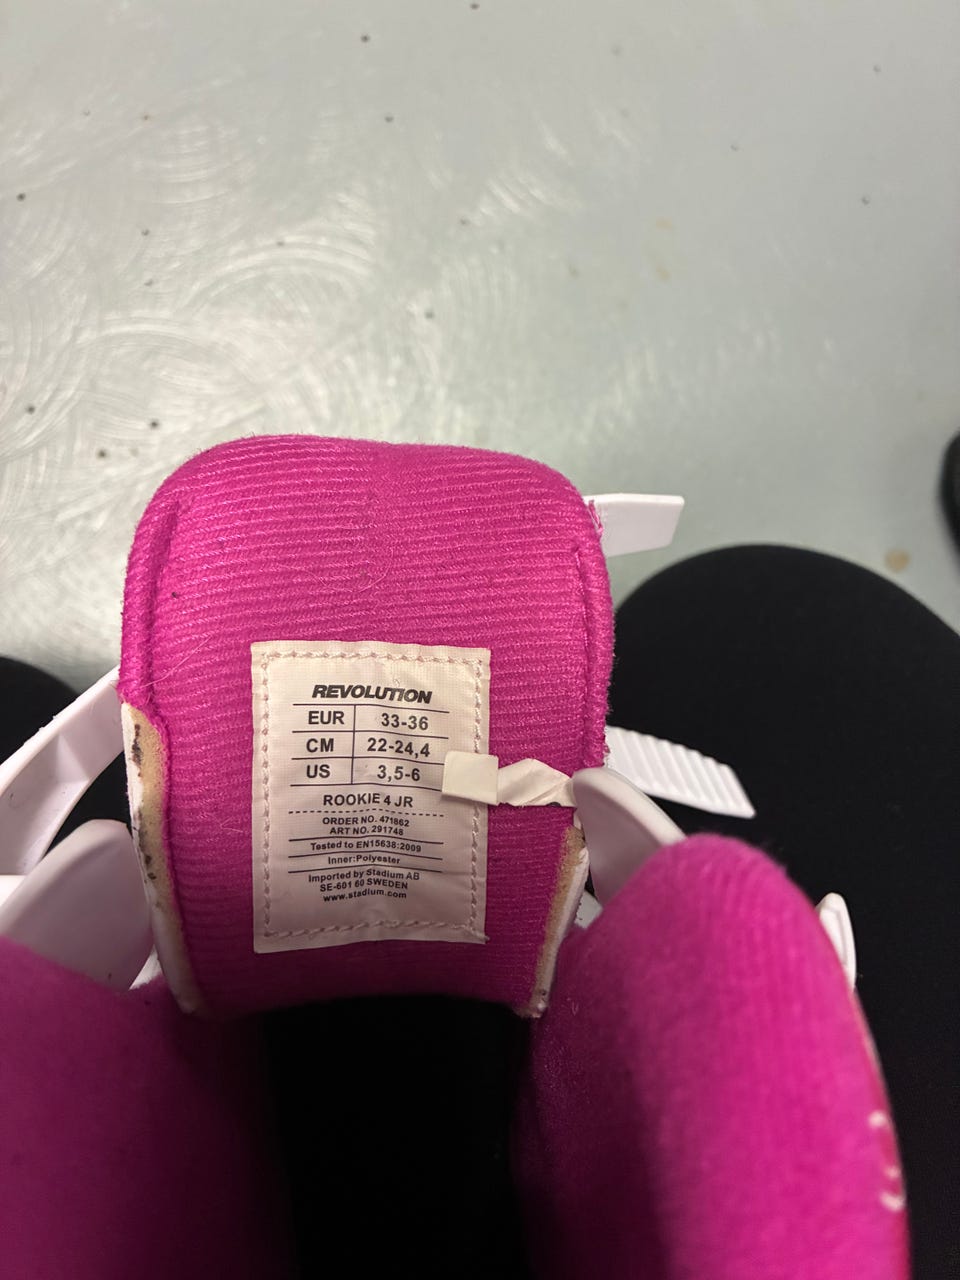 REVOLUTION
EUR 33-36
CM 22-24,4
US 3,5-6
ROOKIE 4 JR
ORDER NO. 471862
ART NO. 291748
Tested to EN15638:2009
Inner:Polyester
Imported by Stadium AB
SE-601 60 SWEDEN
www.stadium.com